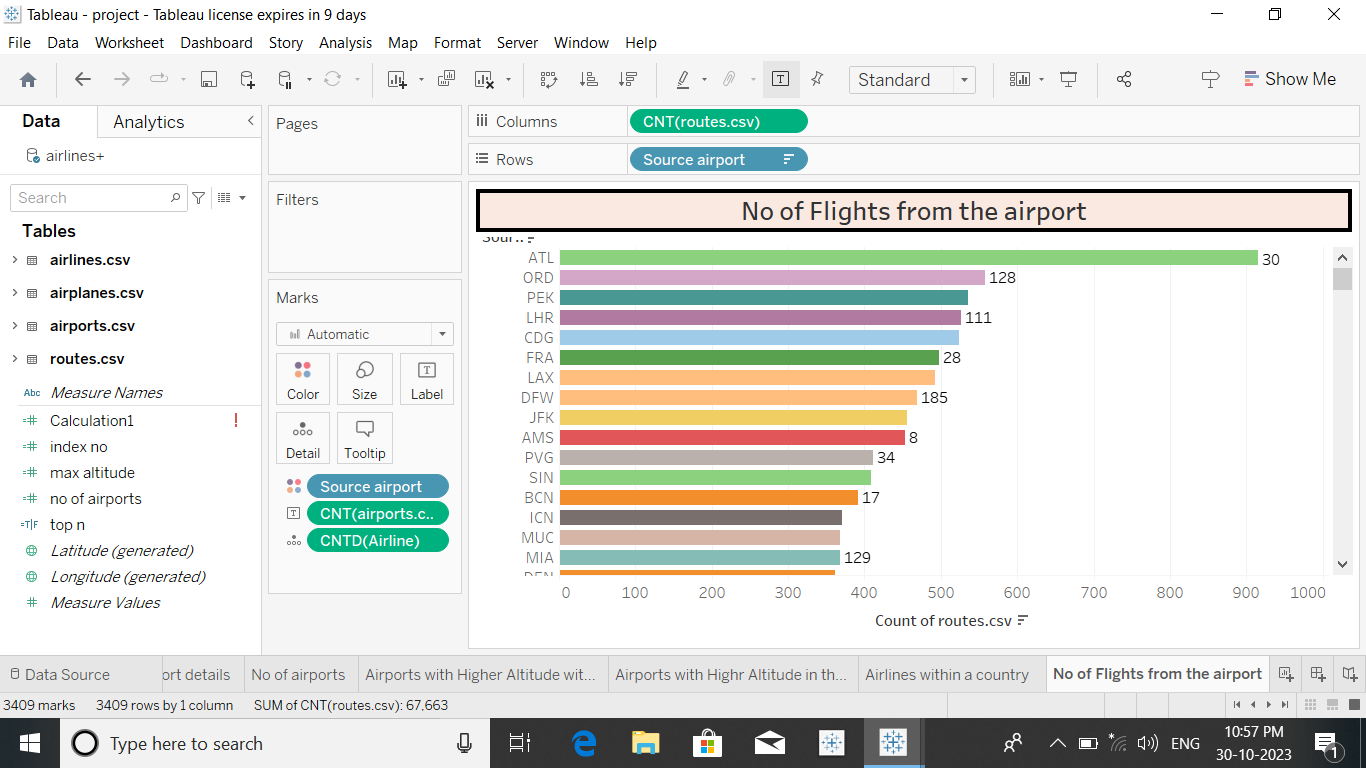 Tableau - project - Tableau license expires in 9 days
File Data Worksheet Dashboard Story Analysis Map Format Server Window Help
Standard
Show Me
Data Analytics
airlines+
Search
Tables
airlines.csv
airplanes.csv
airports.csv
routes.csv
Abc Measure Names
Calculation1 !
index no
max altitude
no of airports
=T|F top n
Latitude (generated)
Longitude (generated)
Measure Values
Pages
Filters
Marks
Automatic
Color Size Label
Detail Tooltip
Source airport
CNT(airports.c..
CNTD(Airline)
Columns CNT(routes.csv)
Rows Source airport
No of Flights from the airport
Sour..
ATL 30
ORD 128
PEK
LHR 111
CDG
FRA 28
LAX
DFW 185
JFK
AMS 8
PVG 34
SIN
BCN 17
ICN
MUC
MIA 129
DEN
0 100 200 300 400 500 600 700 800 900 1000
Count of routes.csv
Data Source ort details No of airports Airports with Higher Altitude wit... Airports with Highr Altitude in th... Airlines within a country No of Flights from the airport
3409 marks 3409 rows by 1 column SUM of CNT(routes.csv): 67,663
Type here to search
ENG
10:57 PM
30-10-2023
1